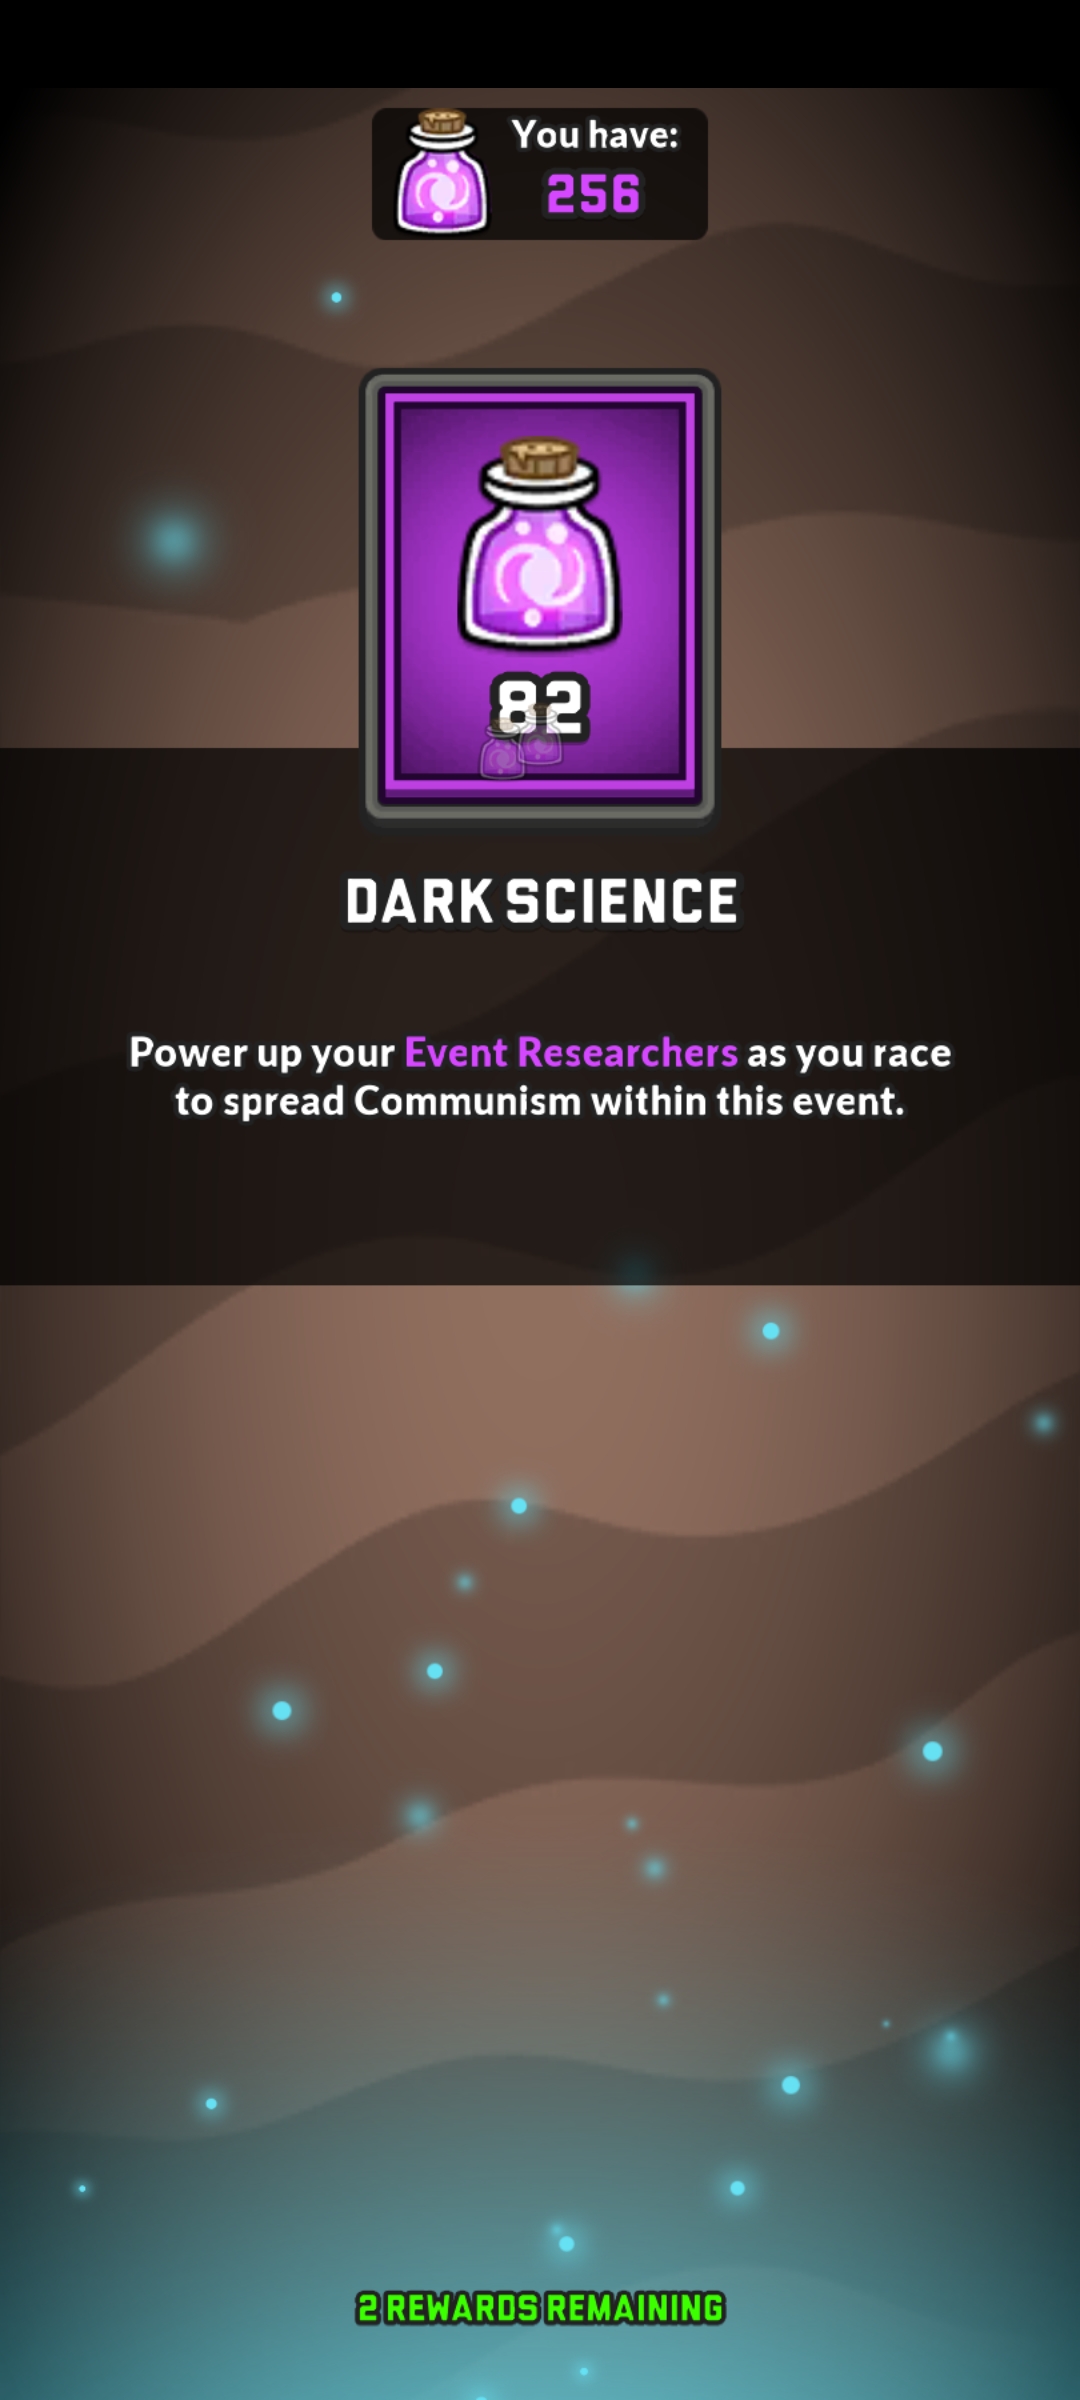 You have:
256
82
DARK SCIENCE
Power up your Event Researchers as you race
to spread Communism within this event.
2 REWARDS REMAINING